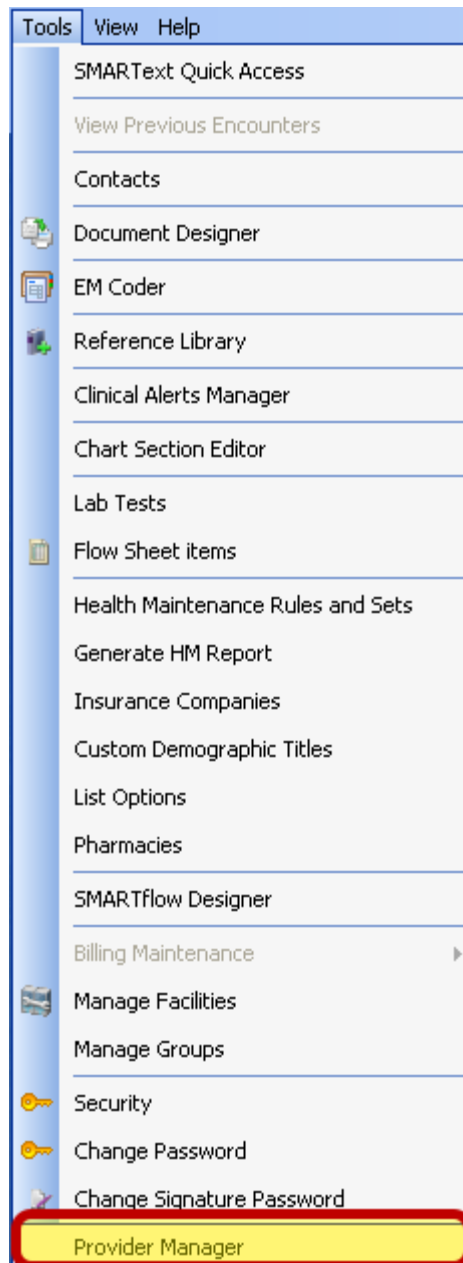 Tools View Help
SMARText Quick Access
View Previous Encounters
Contacts
Document Designer
EM Coder
Reference Library
Clinical Alerts Manager
Chart Section Editor
Lab Tests
Flow Sheet items
Health Maintenance Rules and Sets
Generate HM Report
Insurance Companies
Custom Demographic Titles
List Options
Pharmacies
SMARTflow Designer
Billing Maintenance
Manage Facilities
Manage Groups
Security
Change Password
Change Signature Password
Provider Manager